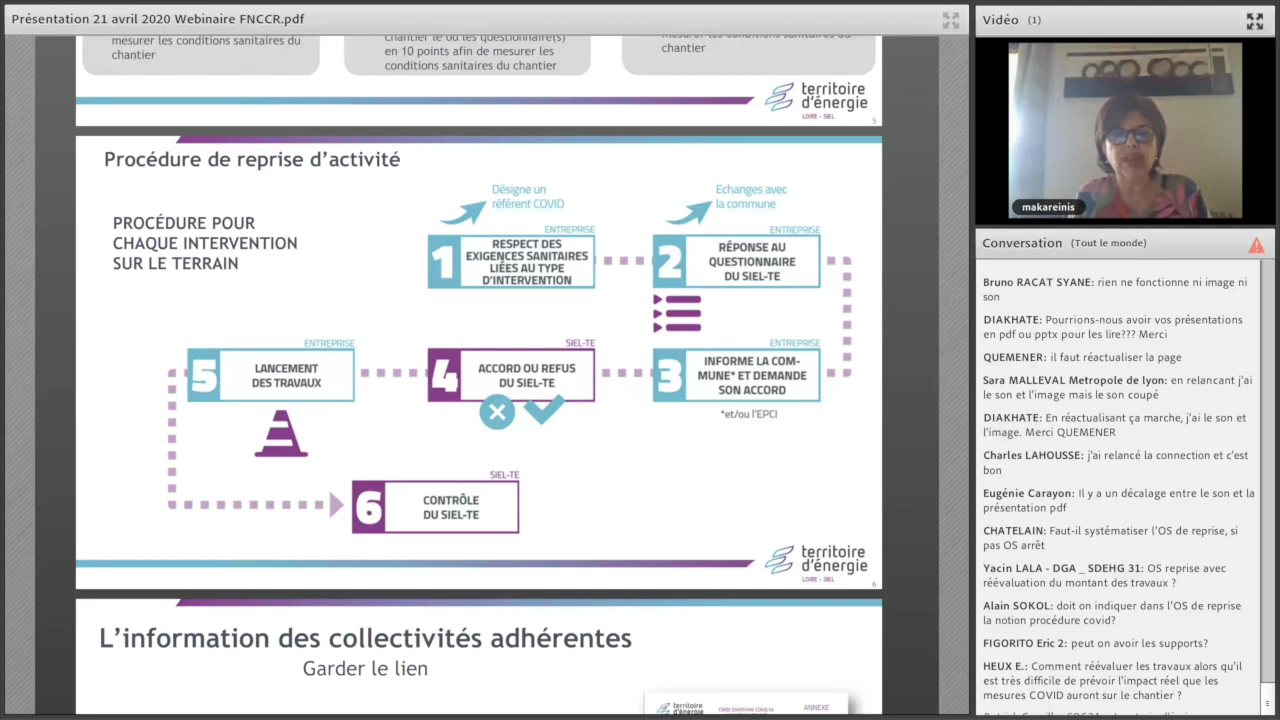 Présentation 21 avril 2020 Webinaire FNCCR.pdf
mesurer les conditions sanitaires du
chantier
chantier le ou les questionnaire(s)
en 10 points afin de mesurer les
conditions sanitaires du chantier
mesurer les conditions sanitaires du
chantier
territoire
d'énergie
LOIRE - SIEL
5
Procédure de reprise d'activité
PROCÉDURE POUR
CHAQUE INTERVENTION
SUR LE TERRAIN
Désigne un
référent COVID
ENTREPRISE
1
RESPECT DES
EXIGENCES SANITAIRES
LIÉES AU TYPE
D'INTERVENTION
Echanges avec
la commune
ENTREPRISE
2
RÉPONSE AU
QUESTIONNAIRE
DU SIEL-TE
ENTREPRISE
3
INFORME LA COM-
MUNE* ET DEMANDE
SON ACCORD
*et/ou l'EPCI
SIEL-TE
4
ACCORD OU REFUS
DU SIEL-TE
ENTREPRISE
5
LANCEMENT
DES TRAVAUX
SIEL-TE
6
CONTRÔLE
DU SIEL-TE
territoire
d'énergie
LOIRE - SIEL
6
L'information des collectivités adhérentes
Garder le lien
territoire
ANNEXE
Vidéo (1)
makareinis
Conversation (Tout le monde)
Bruno RACAT SYANE: rien ne fonctionne ni image ni
son
DIAKHATE: Pourrions-nous avoir vos présentations
en pdf ou pptx pour les lire??? Merci
QUEMENER: il faut réactualiser la page
Sara MALLEVAL Metropole de lyon: en relancant j'ai
le son et l'image mais le son coupé
DIAKHATE: En réactualisant ça marche, j'ai le son et
l'image. Merci QUEMENER
Charles LAHOUSSE: j'ai relancé la connection et c'est
bon
Eugénie Carayon: Il y a un décalage entre le son et la
présentation pdf
CHATELAIN: Faut-il systématiser l'OS de reprise, si
pas OS arrêt
Yacin LALA - DGA _ SDEHG 31: OS reprise avec
réévaluation du montant des travaux ?
Alain SOKOL: doit on indiquer dans l'OS de reprise
la notion procédure covid?
FIGORITO Eric 2: peut on avoir les supports?
HEUX E.: Comment réévaluer les travaux alors qu'il
est très difficile de prévoir l'impact réel que les
mesures COVID auront sur le chantier ?